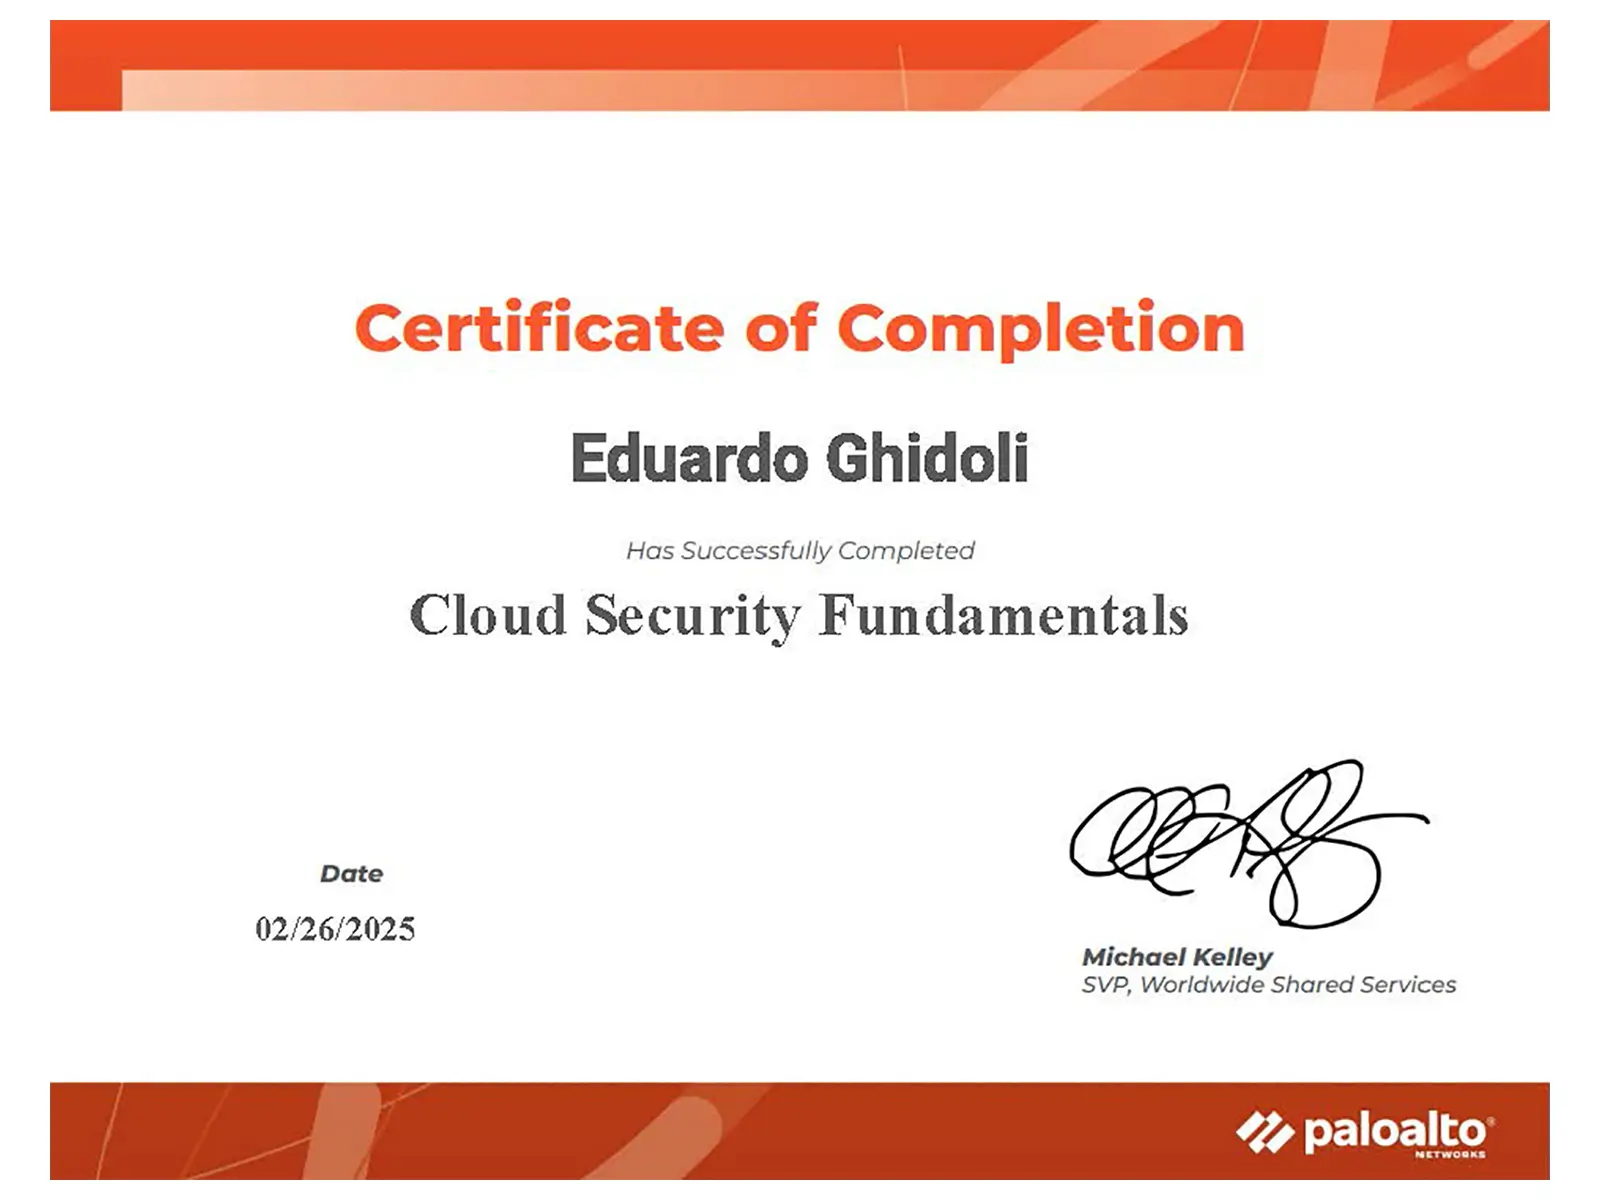 Certificate of Completion
Eduardo Ghidoli
Has Successfully Completed
Cloud Security Fundamentals
Date
02/26/2025
Michael Kelley
SVP, Worldwide Shared Services
paloalto®
NETWORKS